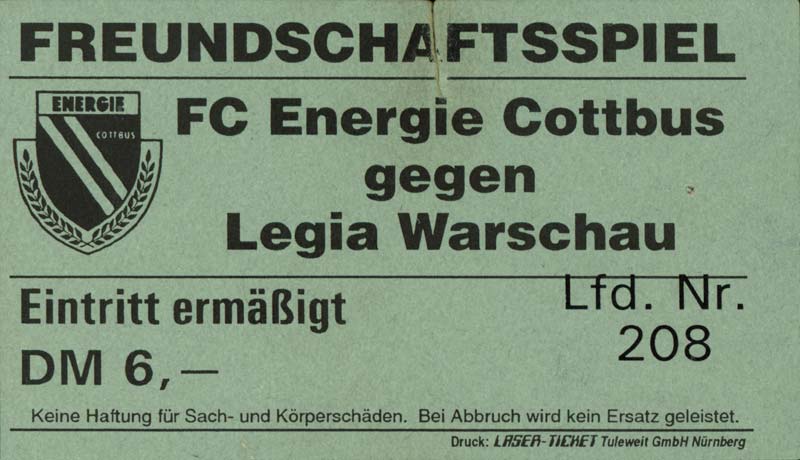 FREUNDSCHAFTSSPIEL
ENERGIE
COTTBUS
FC Energie Cottbus
gegen
Legia Warschau
Eintritt ermäßigt
DM 6,—
Lfd. Nr.
208
Keine Haftung für Sach- und Körperschäden. Bei Abbruch wird kein Ersatz geleistet.
Druck: LASER-TICKET Tuleweit GmbH Nürnberg